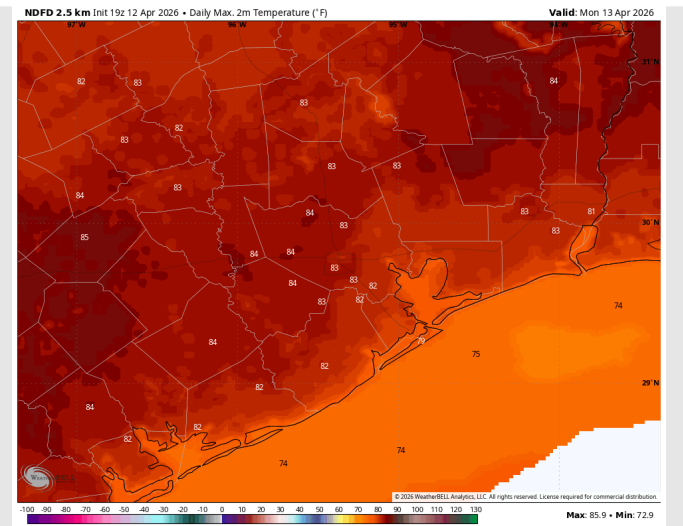 NDFD 2.5 km Init 19z 12 Apr 2026 • Daily Max. 2m Temperature (°F)
Valid: Mon 13 Apr 2026
97°W 96°W 95°W 94°W
31°N
82 83 84
83
83 82
83 83
83
84
84 83 81
83 83
85
84 84
83
84 83 82
83 82
74
84 79
75
82
82
29°N
84
82
82
74
74
30°N
WeatherBELL
© 2026 WeatherBELL Analytics, LLC. All rights reserved. License required for commercial distribution.
-100 -90 -80 -70 -60 -50 -40 -30 -20 -10 0 10 20 30 40 50 60 70 80 90 100 110 120 130
Max: 85.9 • Min: 72.9